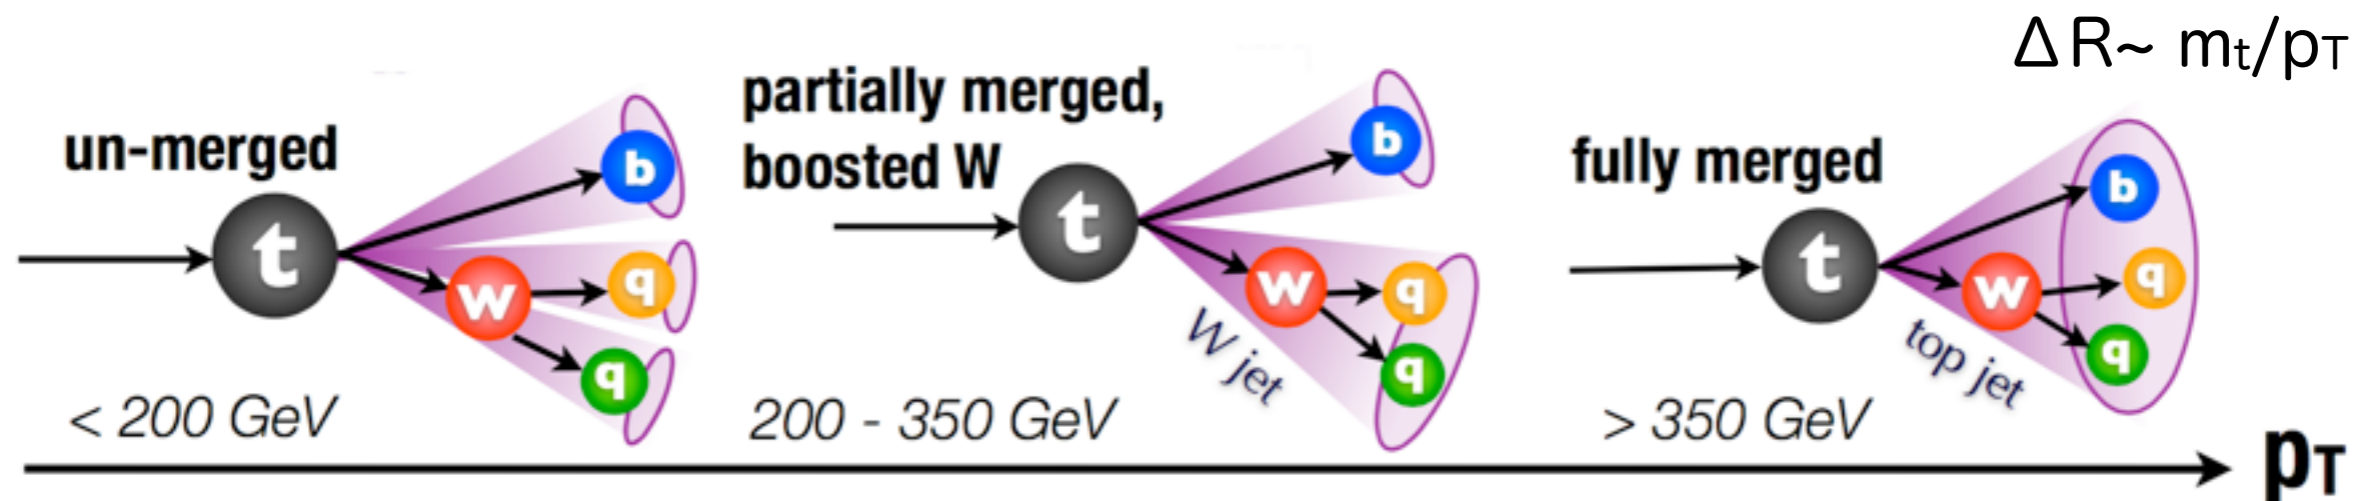 ΔR~ mt/pT
un-merged
t
b
w
q
q
< 200 GeV
partially merged,
boosted W
t
b
w
q
q
W jet
200 - 350 GeV
fully merged
t
b
w
q
q
top jet
> 350 GeV
pT